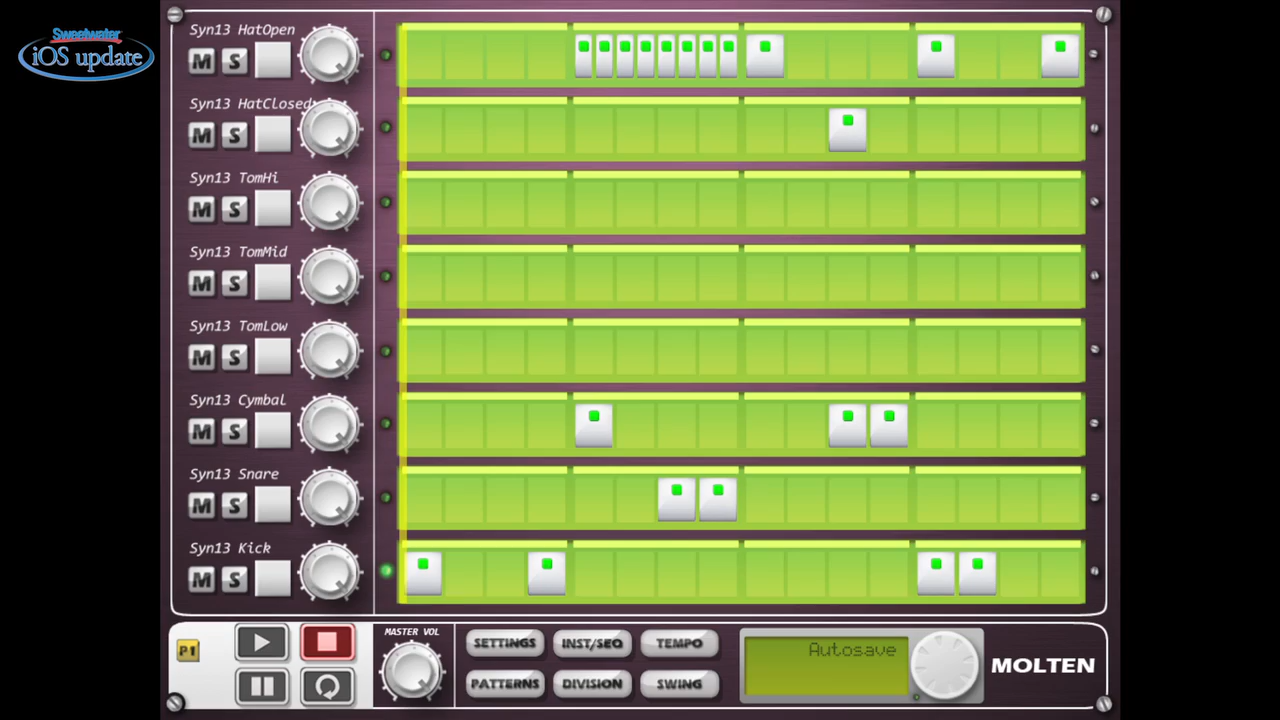 Sweetwater
iOS update
Syn13 HatOpen
M S
Syn13 HatClosed
M S
Syn13 TomHi
M S
Syn13 TomMid
M S
Syn13 TomLow
M S
Syn13 Cymbal
M S
Syn13 Snare
M S
Syn13 Kick
M S
P1
MASTER VOL
SETTINGS INST/SEQ TEMPO
PATTERNS DIVISION SWING
Autosave
MOLTEN